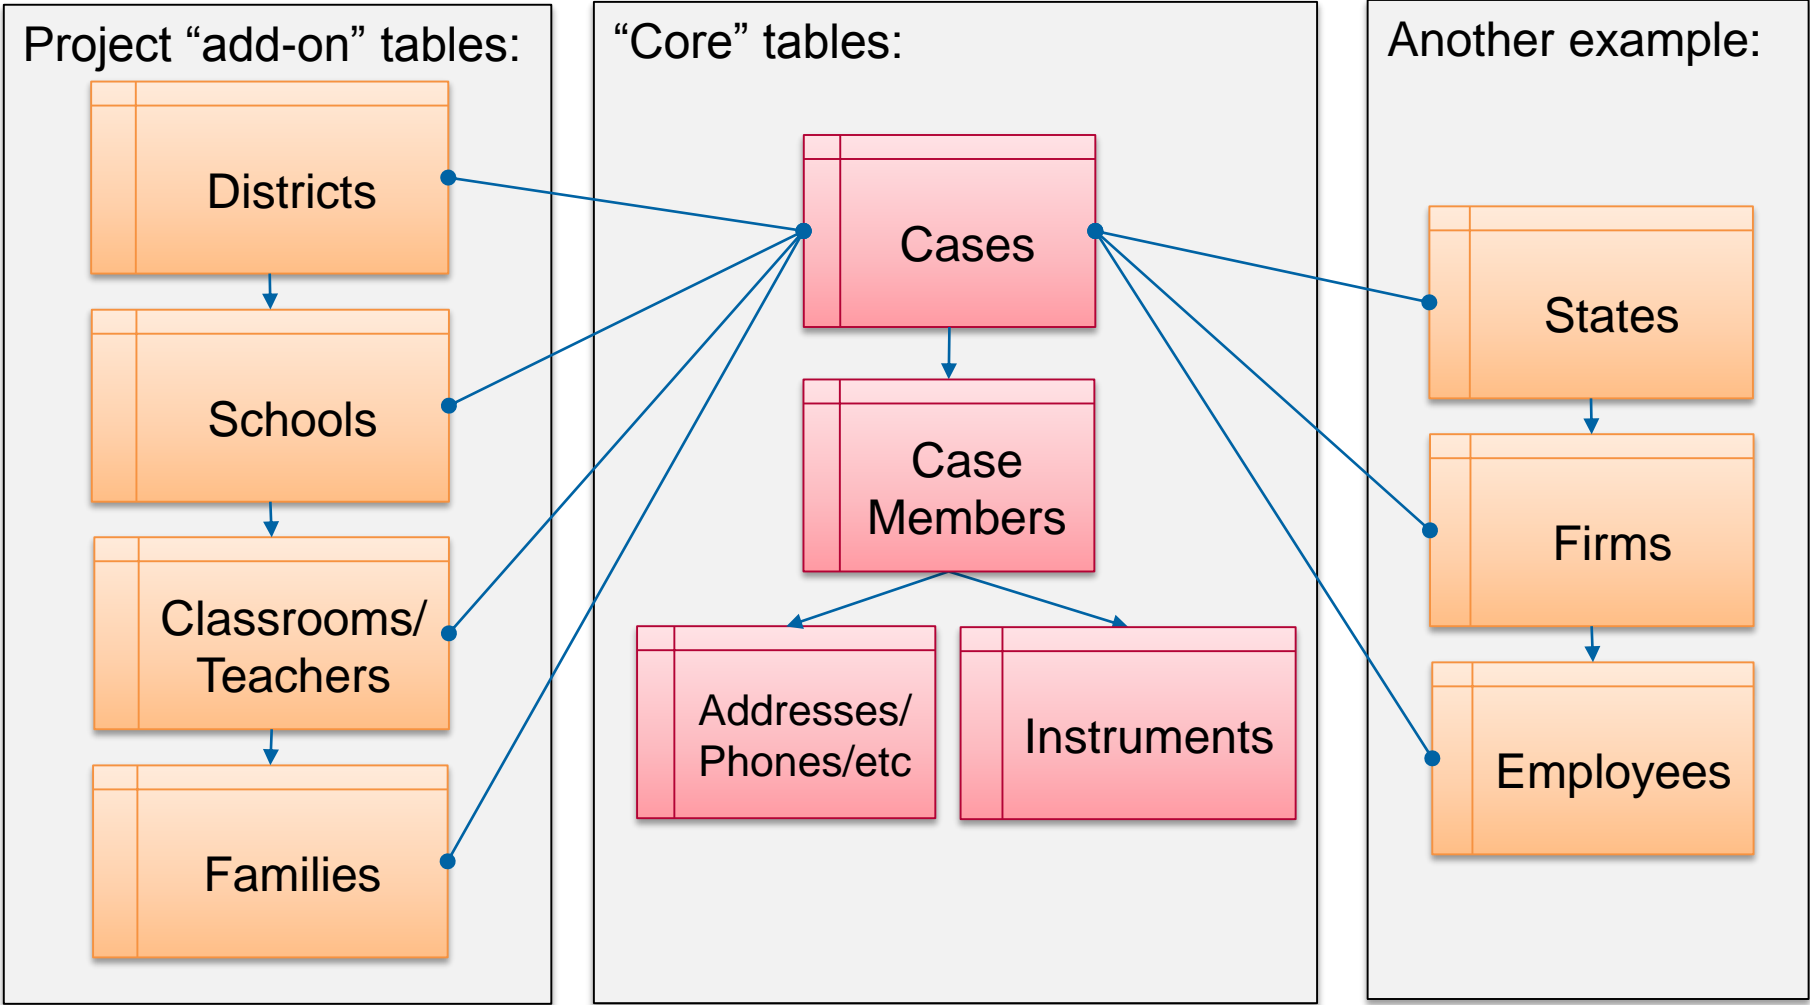 Project “add-on” tables:
Districts
Schools
Classrooms/
Teachers
Families
“Core” tables:
Cases
Case
Members
Addresses/
Phones/etc
Instruments
Another example:
States
Firms
Employees